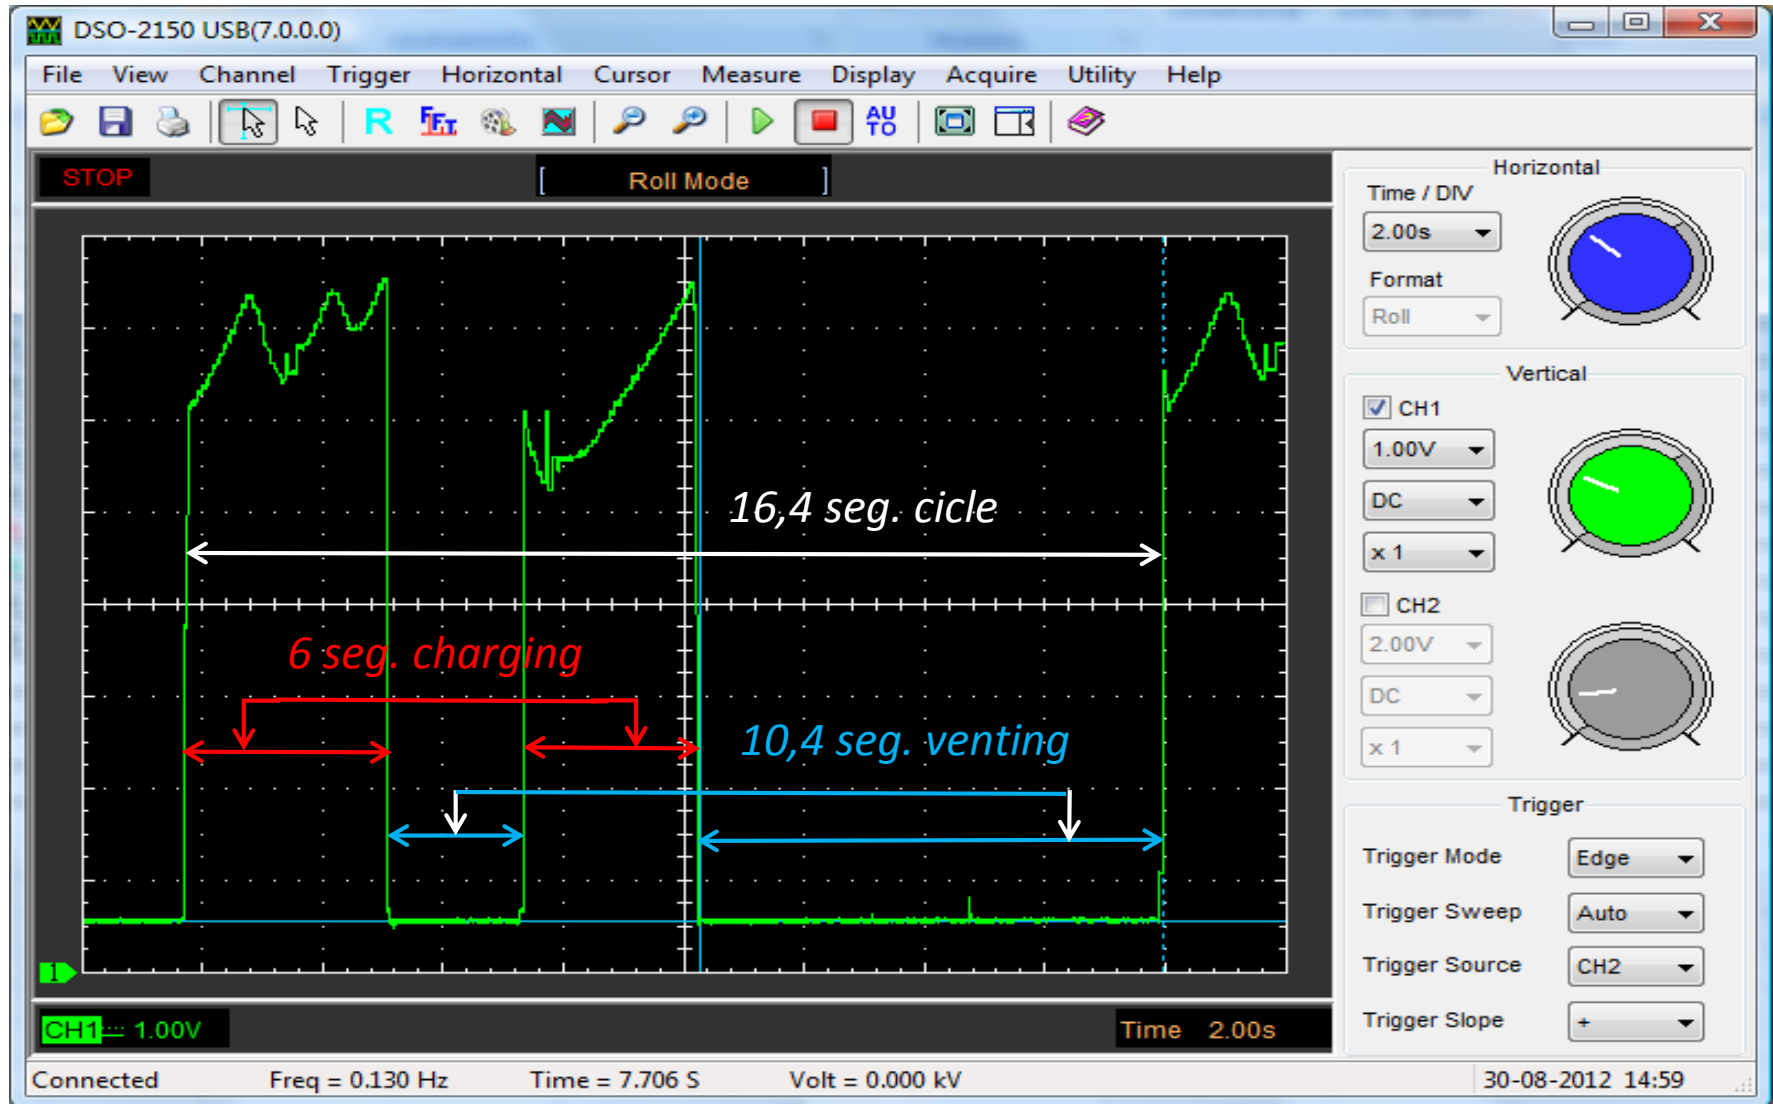 DSO-2150 USB(7.0.0.0)
File View Channel Trigger Horizontal Cursor Measure Display Acquire Utility Help
R FFT AUTO
STOP [ Roll Mode ]
Horizontal
Time / DIV
2.00s
Format
Roll
Vertical
CH1
1.00V
DC
x 1
CH2
2.00V
DC
x 1
16,4 seg. cicle
6 seg. charging
10,4 seg. venting
Trigger
Trigger Mode Edge
Trigger Sweep Auto
Trigger Source CH2
Trigger Slope +
1
CH1 1.00V
Time 2.00s
Connected Freq = 0.130 Hz Time = 7.706 S Volt = 0.000 kV 30-08-2012 14:59